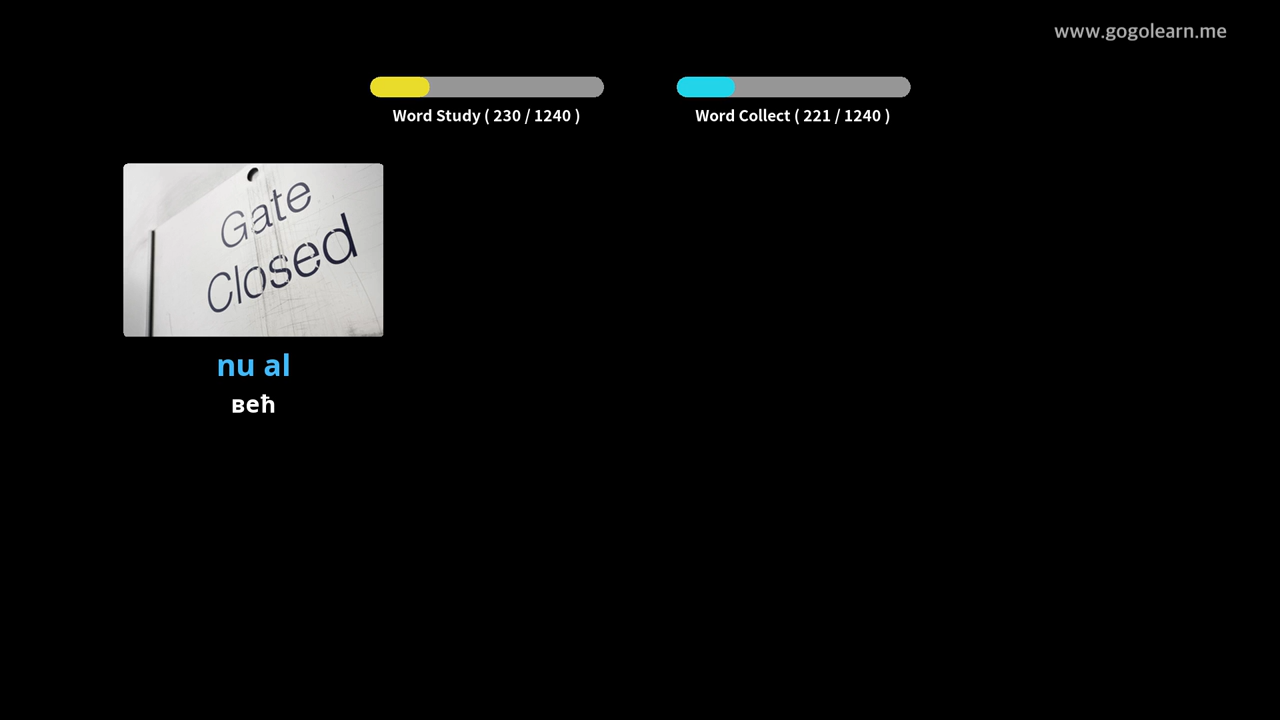 www.gogolearn.me
Word Study ( 230 / 1240 )
Word Collect ( 221 / 1240 )
Gate
Closed
nu al
већ